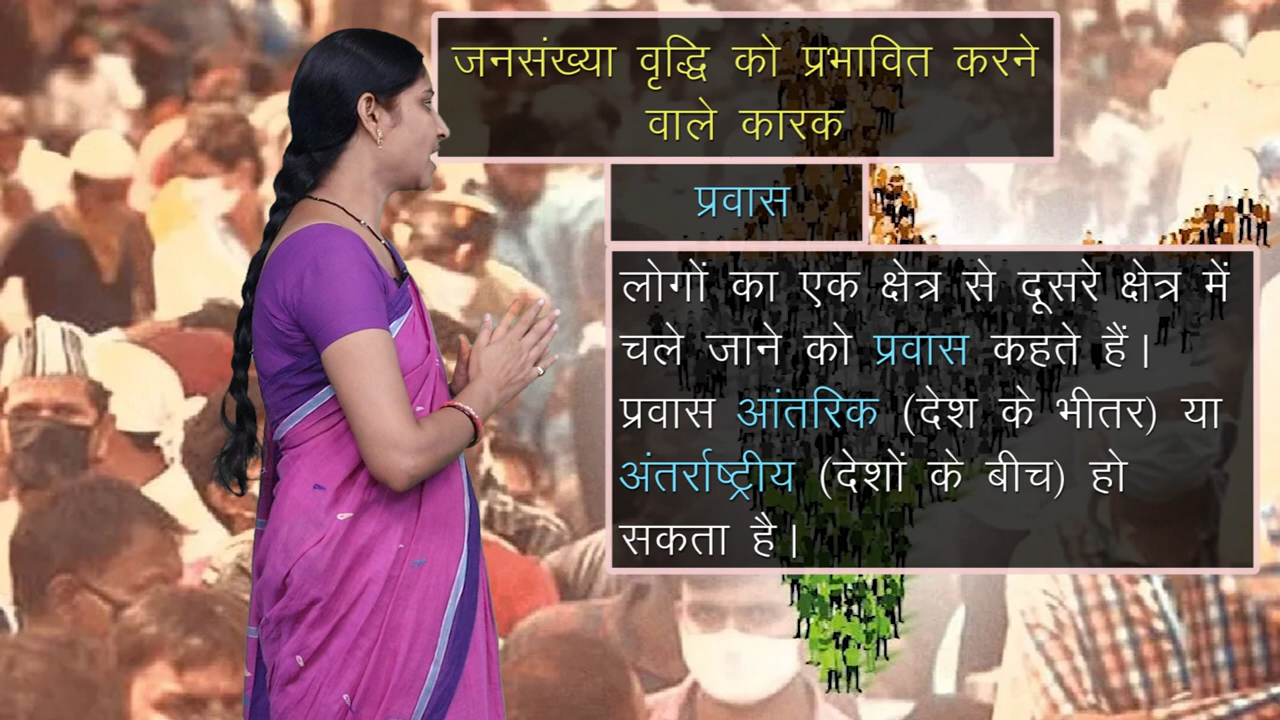 जनसंख्या वृद्धि को प्रभावित करने
वाले कारक
प्रवास
लोगों का एक क्षेत्र से दूसरे क्षेत्र में
चले जाने को प्रवास कहते हैं।
प्रवास आंतरिक (देश के भीतर) या
अंतर्राष्ट्रीय (देशों के बीच) हो
सकता है।